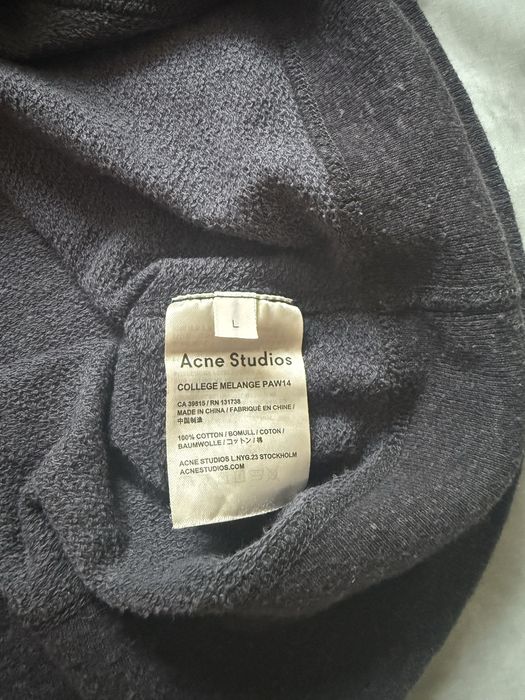 L
Acne Studios
COLLEGE MELANGE PAW14
CA 39815 / RN 131738
MADE IN CHINA / FABRIQUÉ EN CHINE /
中国制造
100% COTTON / BOMULL / COTON /
BAUMWOLLE / コットン / 棉
ACNE STUDIOS L.NYG.23 STOCKHOLM
ACNESTUDIOS.COM